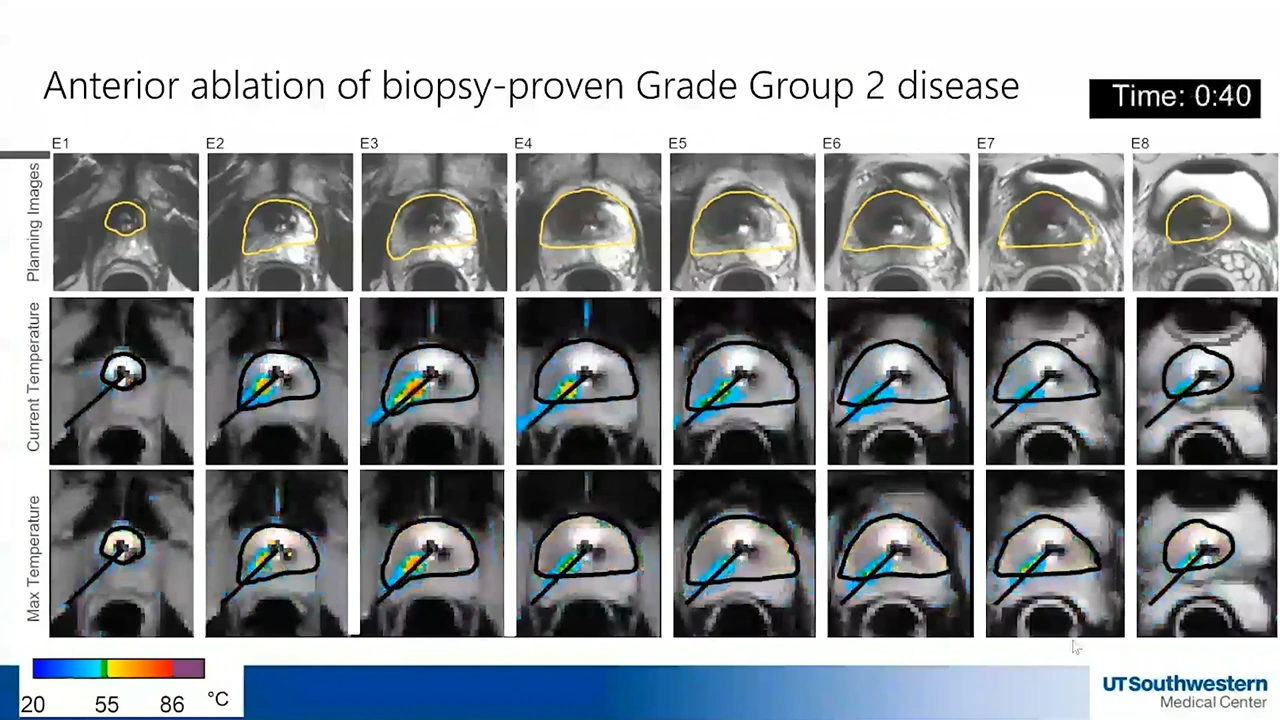 Anterior ablation of biopsy-proven Grade Group 2 disease
Time: 0:40
E1 E2 E3 E4 E5 E6 E7 E8
Planning Images
Current Temperature
Max Temperature
20 55 86 °C
UTSouthwestern
Medical Center